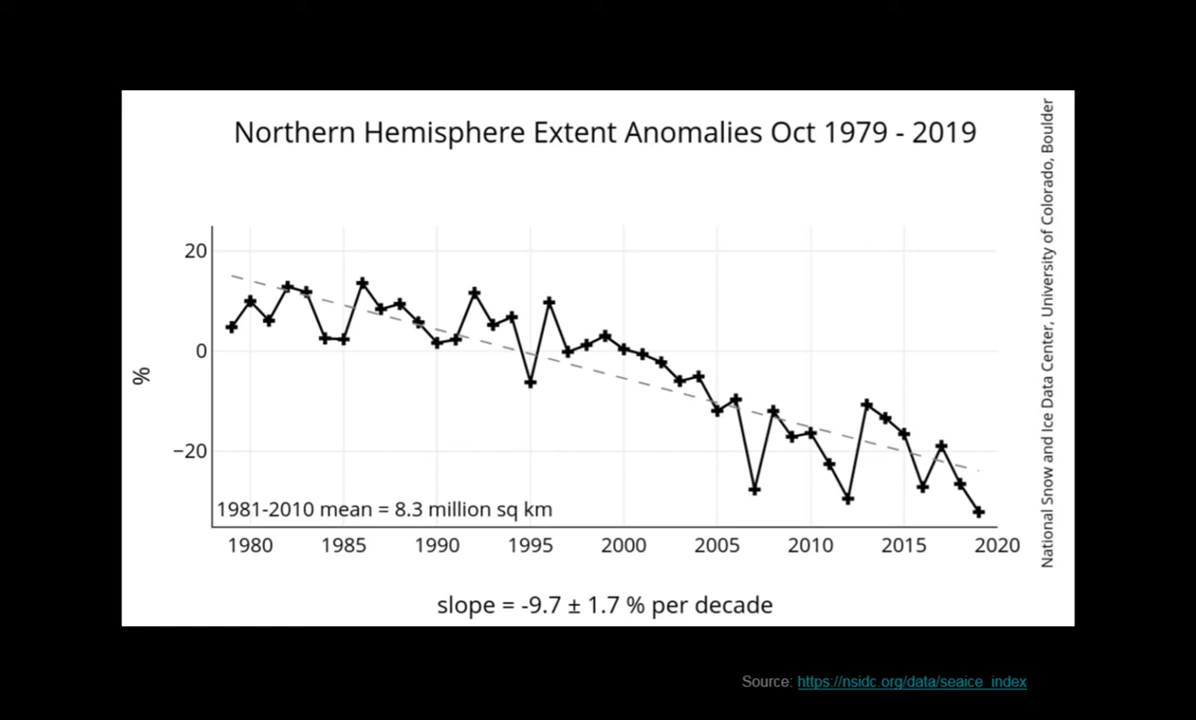 Northern Hemisphere Extent Anomalies Oct 1979 - 2019
National Snow and Ice Data Center, University of Colorado, Boulder
20
0
−20
%
1981-2010 mean = 8.3 million sq km
1980 1985 1990 1995 2000 2005 2010 2015 2020
slope = -9.7 ± 1.7 % per decade
Source: https://nsidc.org/data/seaice_index